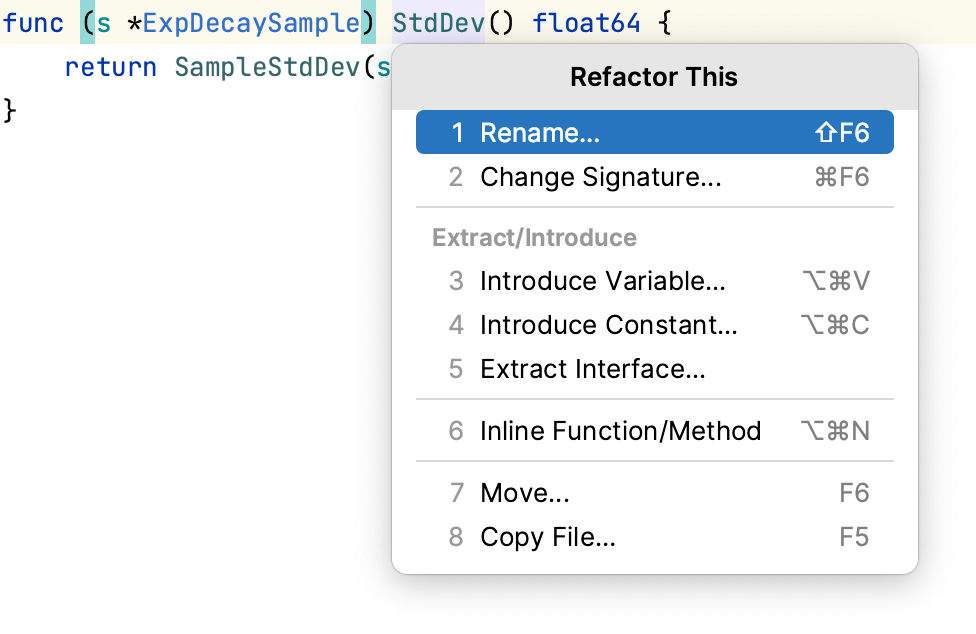 func (s *ExpDecaySample) StdDev() float64 {
return SampleStdDev(s
}
Refactor This
1 Rename... ⇧F6
2 Change Signature... ⌘F6
Extract/Introduce
3 Introduce Variable... ⌥⌘V
4 Introduce Constant... ⌥⌘C
5 Extract Interface...
6 Inline Function/Method ⌥⌘N
7 Move... F6
8 Copy File... F5